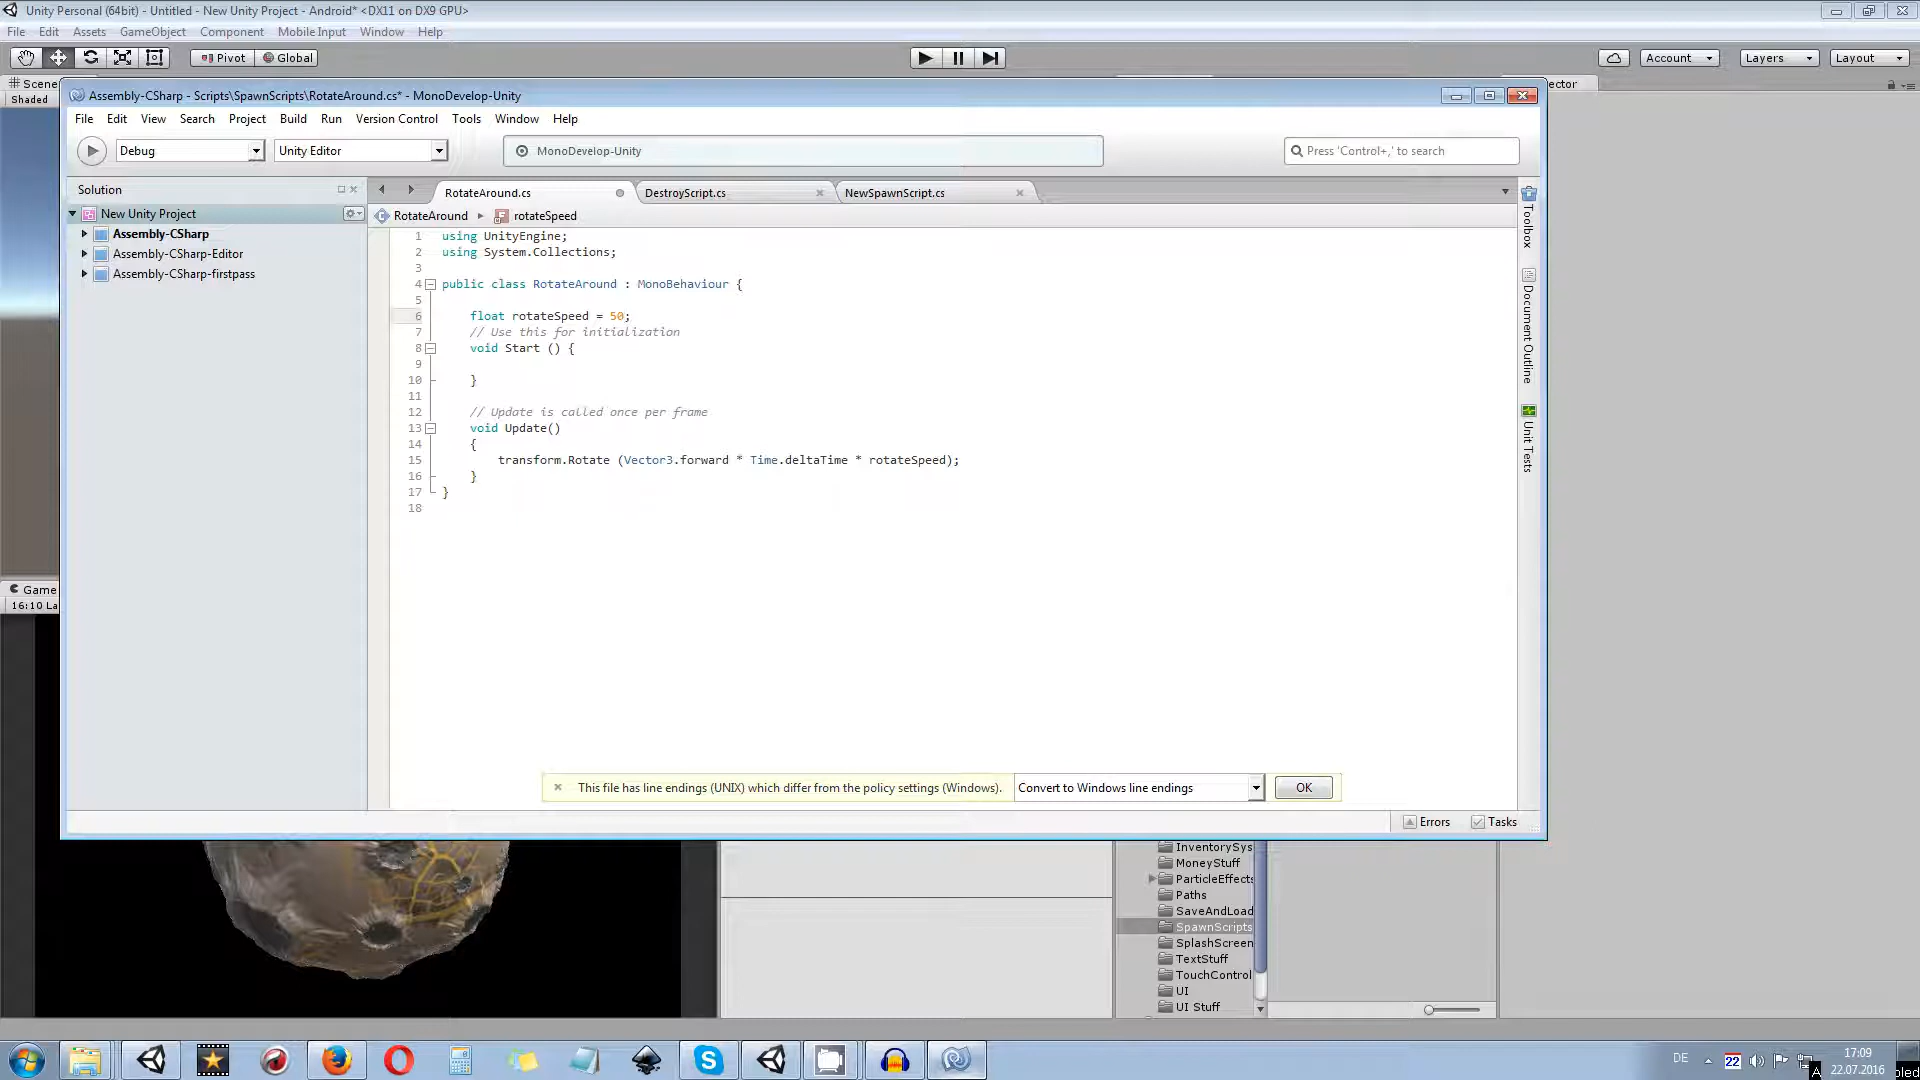 Unity Personal (64bit) - Untitled - New Unity Project - Android* <DX11 on DX9 GPU>
File Edit Assets GameObject Component Mobile Input Window Help
Pivot Global Account Layers Layout
Scene
Shaded
Assembly-CSharp - Scripts\SpawnScripts\RotateAround.cs* - MonoDevelop-Unity
File Edit View Search Project Build Run Version Control Tools Window Help
Debug Unity Editor MonoDevelop-Unity Press 'Control+,' to search
Solution
New Unity Project
Assembly-CSharp
Assembly-CSharp-Editor
Assembly-CSharp-firstpass
RotateAround.cs DestroyScript.cs NewSpawnScript.cs
RotateAround rotateSpeed
1 using UnityEngine;
2 using System.Collections;
3
4 public class RotateAround : MonoBehaviour {
5
6 float rotateSpeed = 50;
7 // Use this for initialization
8 void Start () {
9
10 }
11
12 // Update is called once per frame
13 void Update()
14 {
15 transform.Rotate (Vector3.forward * Time.deltaTime * rotateSpeed);
16 }
17 }
18
Toolbox
Document Outline
Unit Tests
This file has line endings (UNIX) which differ from the policy settings (Windows). Convert to Windows line endings OK
Errors Tasks
Game
16:10 La
ector
InventorySys
MoneyStuff
ParticleEffects
Paths
SaveAndLoad
SpawnScripts
SplashScreen
TextStuff
TouchControl
UI
UI Stuff
DE 22 17:09
22.07.2016